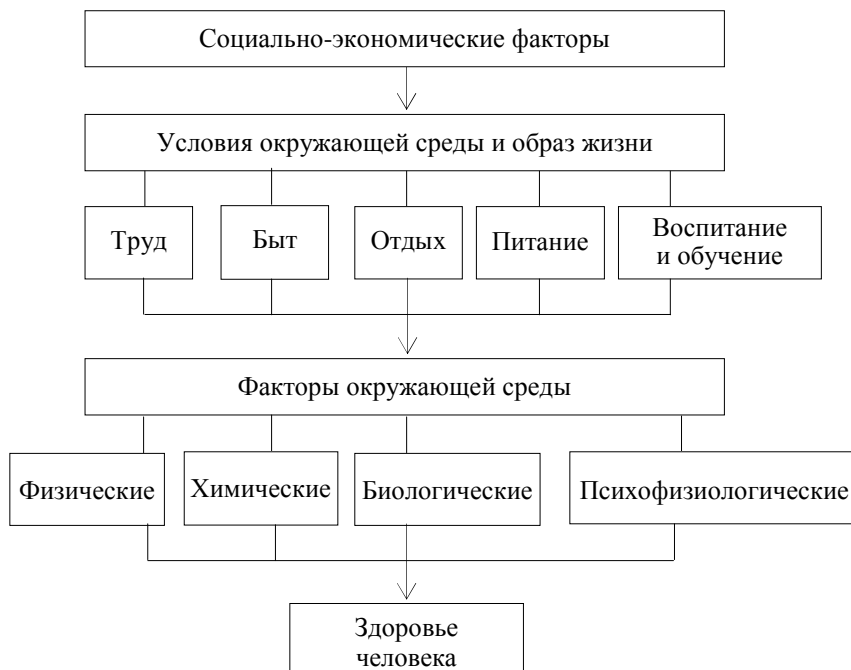 Социально-экономические факторы
Условия окружающей среды и образ жизни
Труд
Быт
Отдых
Питание
Воспитание
и обучение
Факторы окружающей среды
Физические
Химические
Биологические
Психофизиологические
Здоровье
человека